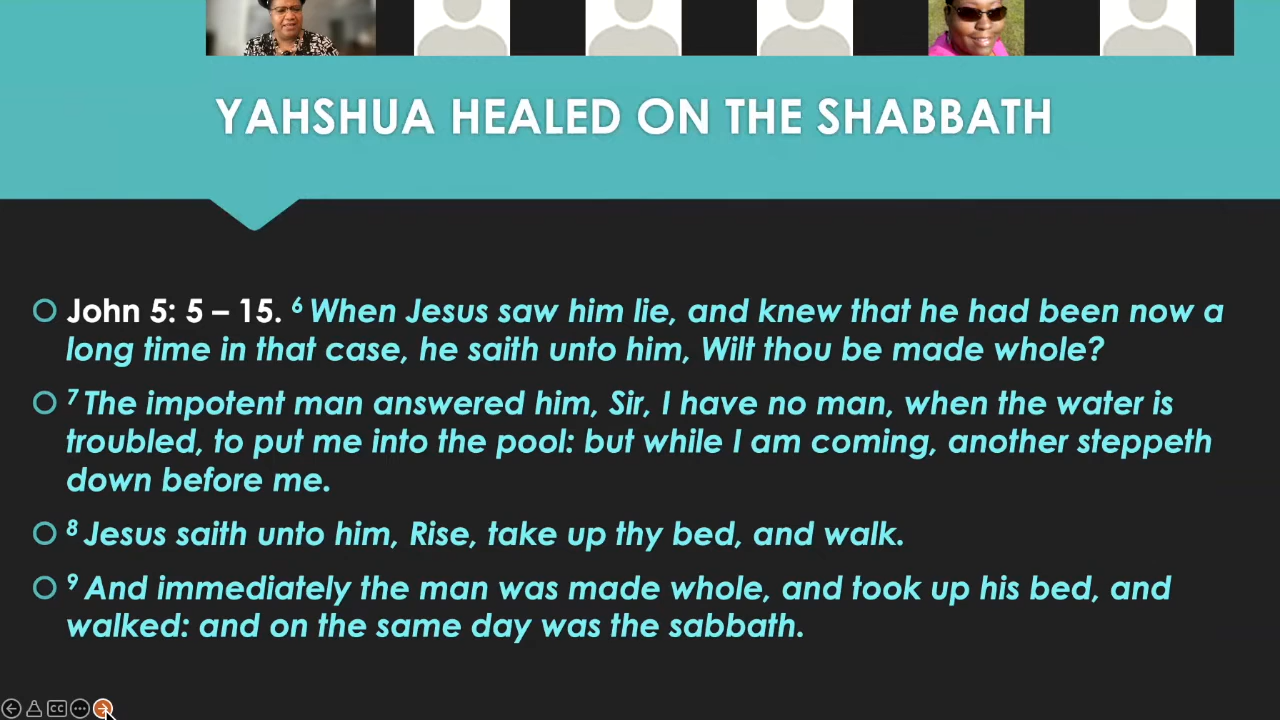 YAHSHUA HEALED ON THE SHABBATH
John 5: 5 – 15. ⁶ When Jesus saw him lie, and knew that he had been now a
long time in that case, he saith unto him, Wilt thou be made whole?
⁷ The impotent man answered him, Sir, I have no man, when the water is
troubled, to put me into the pool: but while I am coming, another steppeth
down before me.
⁸ Jesus saith unto him, Rise, take up thy bed, and walk.
⁹ And immediately the man was made whole, and took up his bed, and
walked: and on the same day was the sabbath.
CC